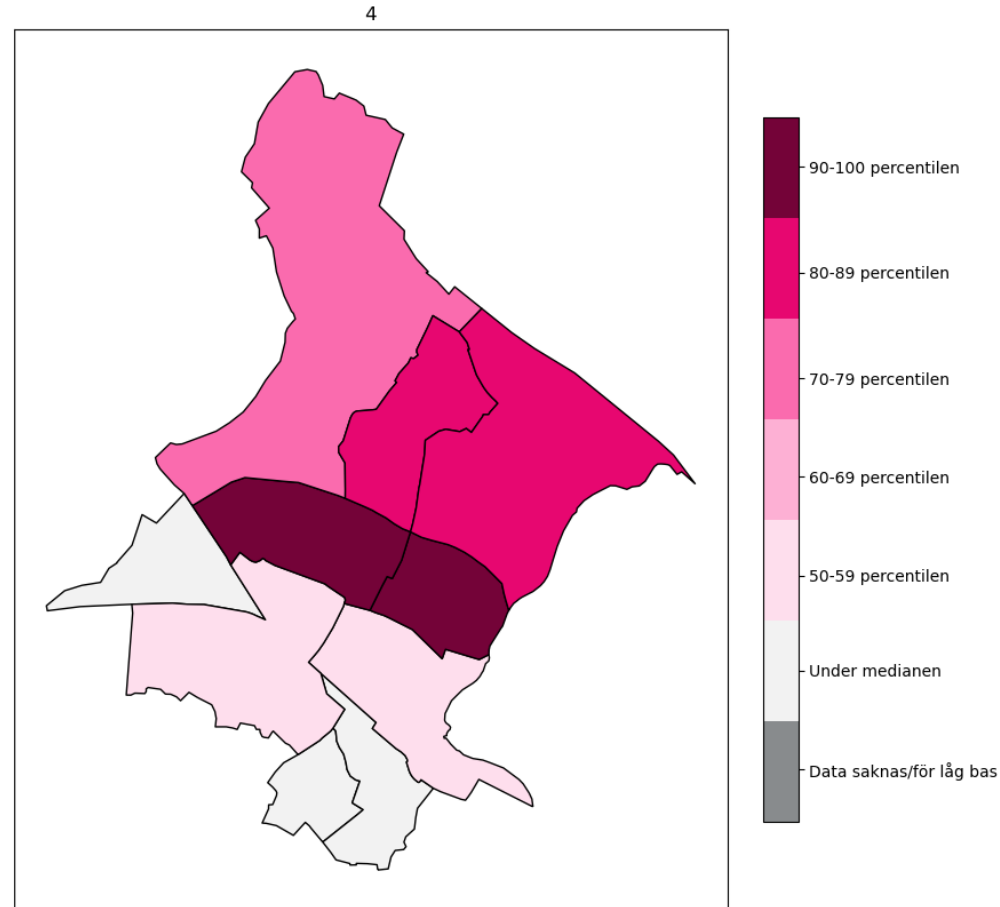 4
90-100 percentilen
80-89 percentilen
70-79 percentilen
60-69 percentilen
50-59 percentilen
Under medianen
Data saknas/för låg bas